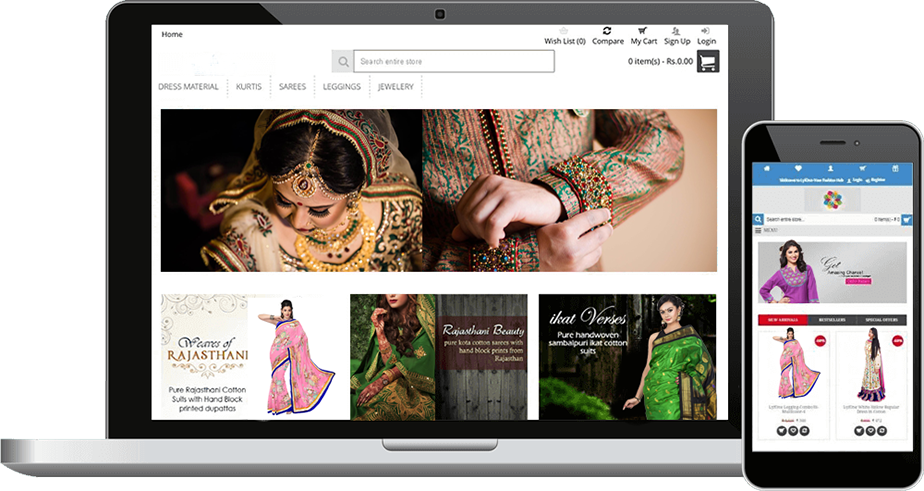 Home
Wish List (0) Compare My Cart Sign Up Login
Search entire store
0 item(s) - Rs.0.00
DRESS MATERIAL KURTIS SAREES LEGGINGS JEWELERY
Weaves of
RAJASTHANI
Pure Rajasthani Cotton
Suits with Hand Block
printed dupattas
Rajasthani Beauty
pure kota cotton sarees with
hand block prints from
Rajasthan
ikat Verses
Pure handwoven
sambalpuri ikat cotton
suits
Login Register
Search entire store...
MENU
Get
Amazing Change!
NEW ARRIVALS BESTSELLERS SPECIAL OFFERS